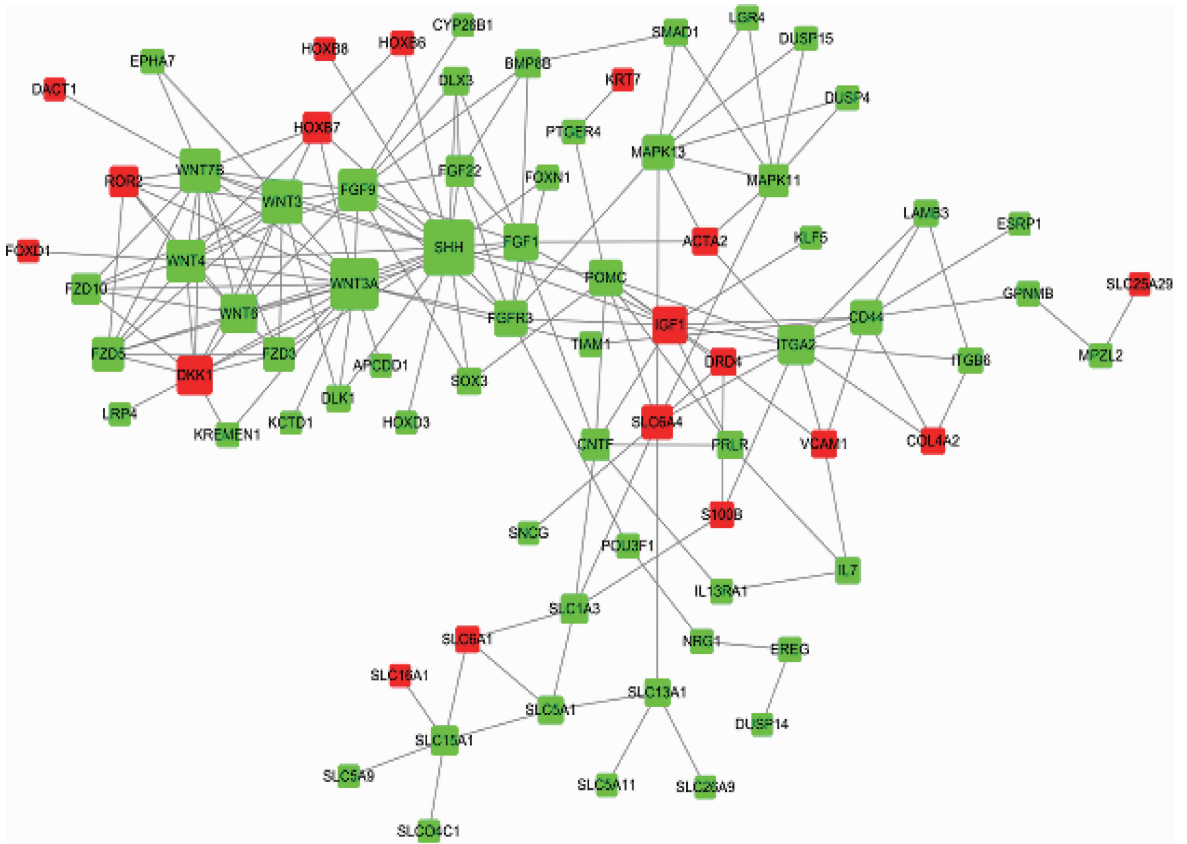 CYP26B1
LGR4
HOXB8
HOXB6
SMAD1
DUSP15
EPHA7
BMP8B
DACT1
DLX3
KRT7
DUSP4
HOXB7
PTGER4
MAPK13
WNT7B
ROR2
FGF22
FOXN1
MAPK11
WNT3
FGF9
LAMB3
ESRP1
FOXD1
SHH
FGF1
ACTA2
KLF5
WNT4
WNT3A
POMC
SLC25A29
FZD10
GPNMB
WNT6
FGFR3
IGF1
CD44
FZD5
FZD3
TIAM1
ITGA2
DKK1
APCDD1
DRD4
ITGB6
MPZL2
SOX3
LRP4
DLK1
KREMEN1
KCTD1
HOXD3
SLC6A4
CNTF
PRLR
VCAM1
COL4A2
S100B
SNCG
POU3F1
IL7
IL13RA1
SLC1A3
SLC6A1
NRG1
EREG
SLC16A1
SLC13A1
SLC5A1
DUSP14
SLC15A1
SLC5A9
SLC5A11
SLC26A9
SLCO4C1